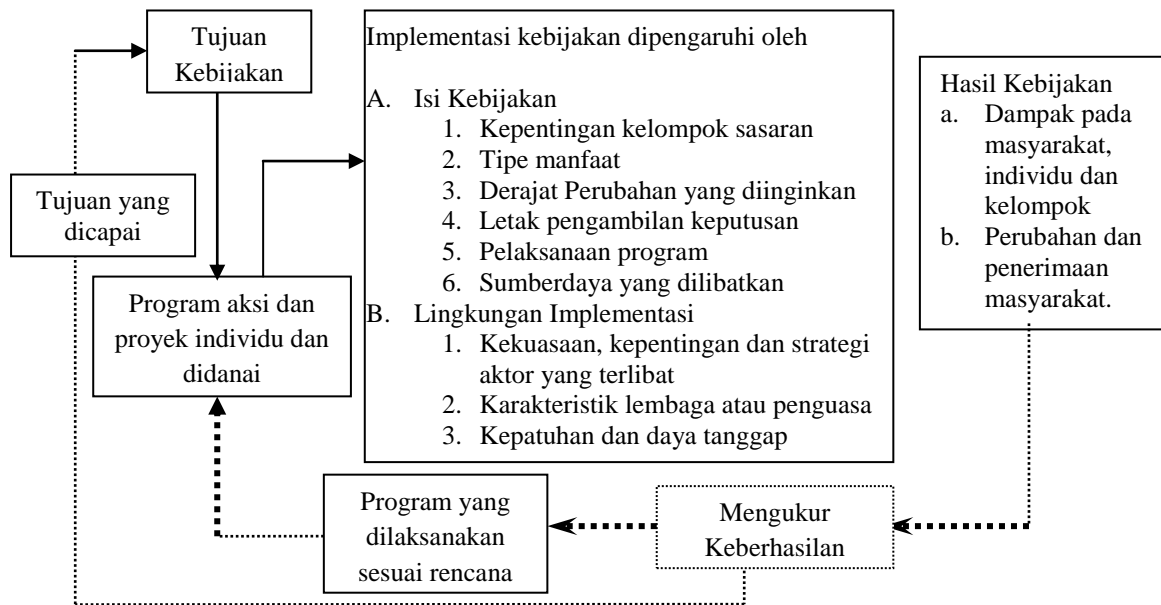 Tujuan
Kebijakan
Implementasi kebijakan dipengaruhi oleh
A. Isi Kebijakan
1. Kepentingan kelompok sasaran
2. Tipe manfaat
3. Derajat Perubahan yang diinginkan
4. Letak pengambilan keputusan
5. Pelaksanaan program
6. Sumberdaya yang dilibatkan
B. Lingkungan Implementasi
1. Kekuasaan, kepentingan dan strategi
aktor yang terlibat
2. Karakteristik lembaga atau penguasa
3. Kepatuhan dan daya tanggap
Hasil Kebijakan
a. Dampak pada
masyarakat,
individu dan
kelompok
b. Perubahan dan
penerimaan
masyarakat.
Tujuan yang
dicapai
Program aksi dan
proyek individu dan
didanai
Program yang
dilaksanakan
sesuai rencana
Mengukur
Keberhasilan